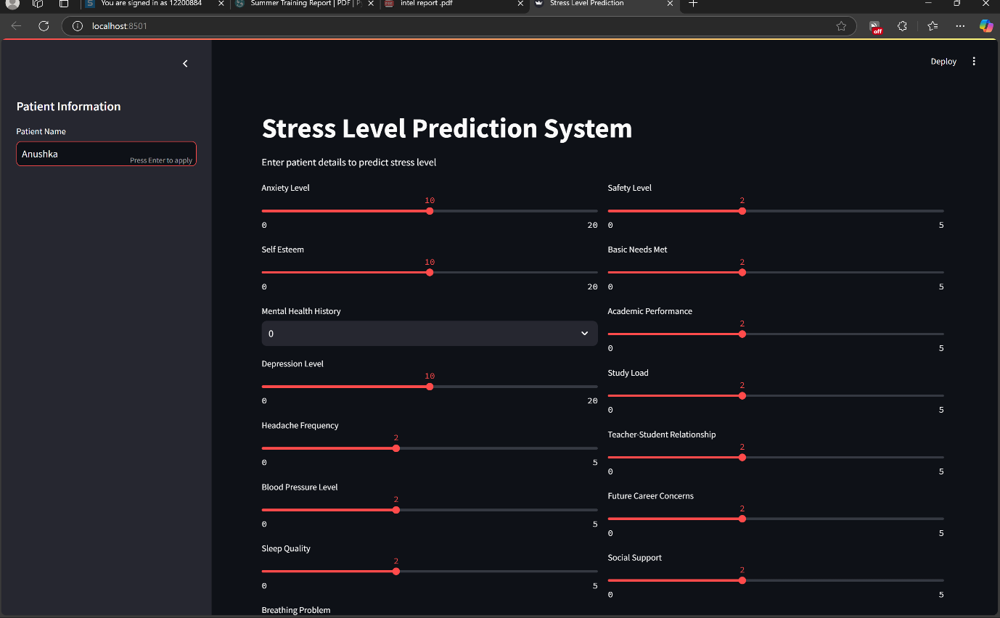 You are signed in as 12200884
Summer Training Report | PDF |
intel report .pdf
Stress Level Prediction
localhost:8501
off
Deploy
Patient Information
Patient Name
Anushka
Press Enter to apply
Stress Level Prediction System
Enter patient details to predict stress level
Anxiety Level
10
0 20
Self Esteem
10
0 20
Mental Health History
0
Depression Level
10
0 20
Headache Frequency
2
0 5
Blood Pressure Level
2
0 5
Sleep Quality
2
0 5
Breathing Problem
Safety Level
2
0 5
Basic Needs Met
2
0 5
Academic Performance
2
0 5
Study Load
2
0 5
Teacher-Student Relationship
2
0 5
Future Career Concerns
2
0 5
Social Support
2
0 5